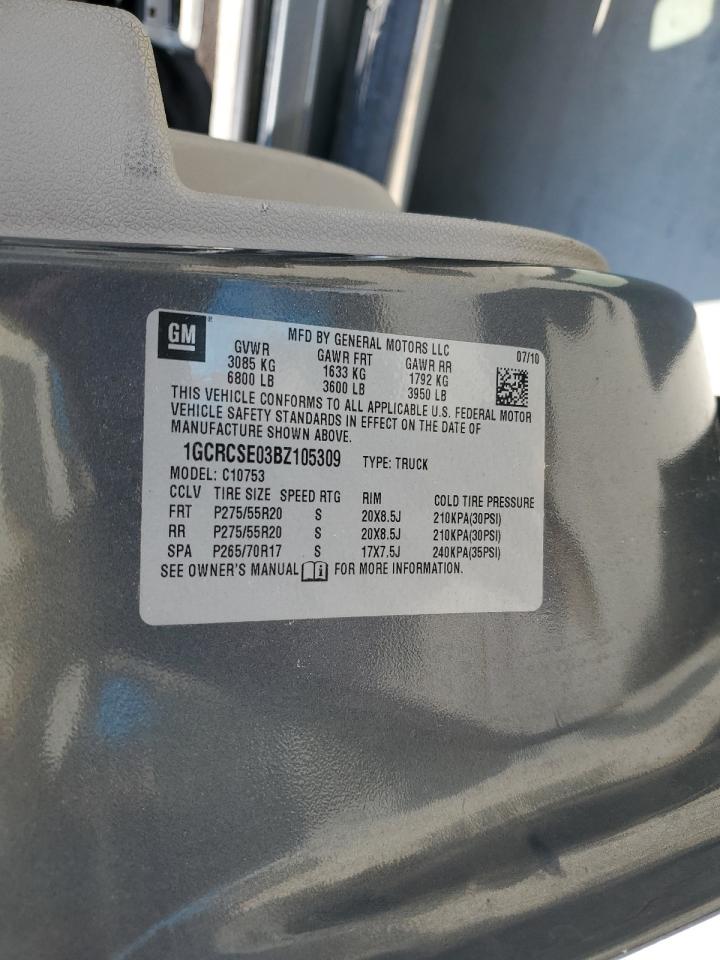 GM
MFD BY GENERAL MOTORS LLC 07/10
GVWR GAWR FRT GAWR RR
3085 KG 1633 KG 1792 KG
6800 LB 3600 LB 3950 LB
THIS VEHICLE CONFORMS TO ALL APPLICABLE U.S. FEDERAL MOTOR
VEHICLE SAFETY STANDARDS IN EFFECT ON THE DATE OF
MANUFACTURE SHOWN ABOVE.
1GCRCSE03BZ105309 TYPE: TRUCK
MODEL: C10753
CCLV TIRE SIZE SPEED RTG RIM COLD TIRE PRESSURE
FRT P275/55R20 S 20X8.5J 210KPA(30PSI)
RR P275/55R20 S 20X8.5J 210KPA(30PSI)
SPA P265/70R17 S 17X7.5J 240KPA(35PSI)
SEE OWNER'S MANUAL FOR MORE INFORMATION.